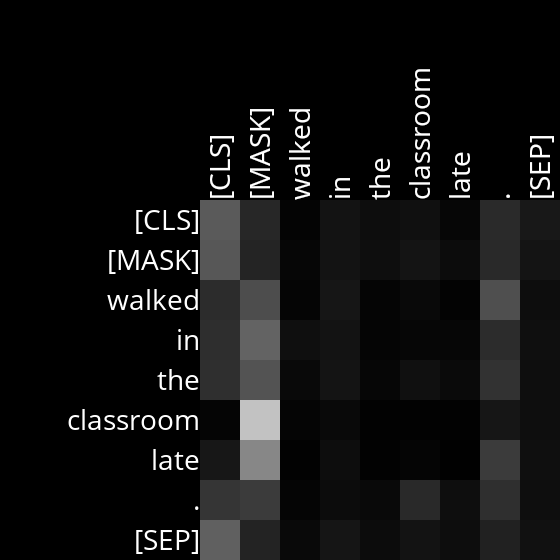 [CLS] [MASK] walked in the classroom late . [SEP]
[CLS]
[MASK]
walked
in
the
classroom
late
.
[SEP]